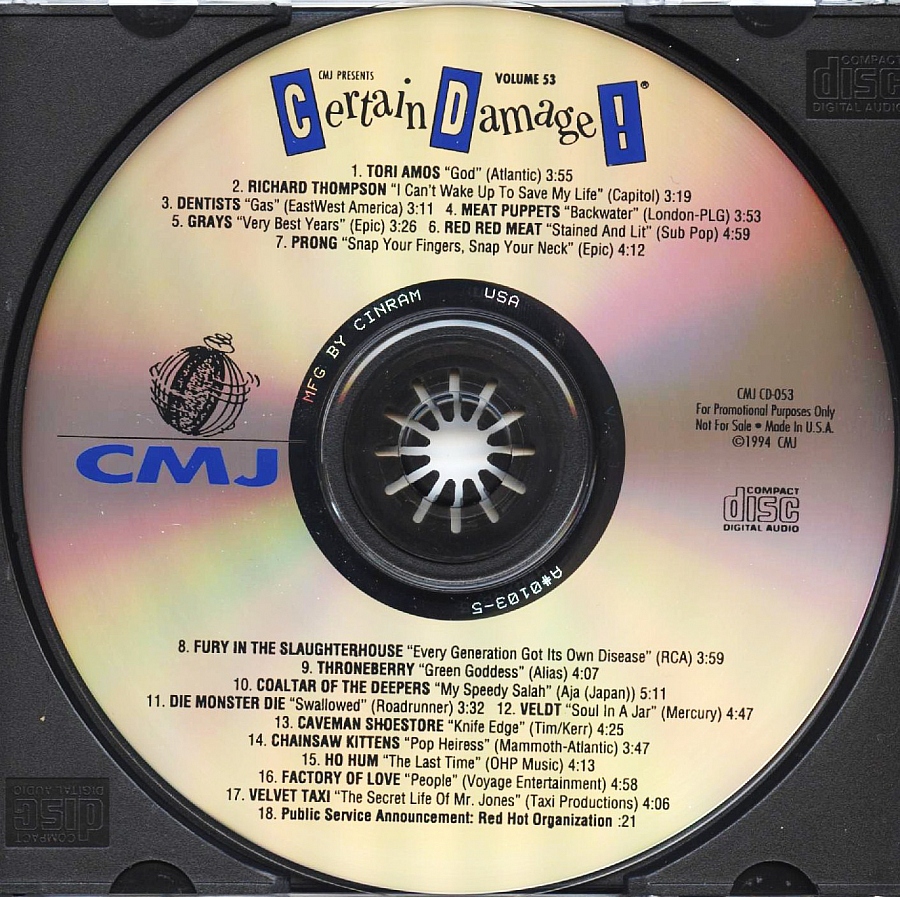 CMJ PRESENTS
VOLUME 53
Certain Damage!®
1. TORI AMOS “God” (Atlantic) 3:55
2. RICHARD THOMPSON “I Can’t Wake Up To Save My Life” (Capitol) 3:19
3. DENTISTS “Gas” (EastWest America) 3:11 4. MEAT PUPPETS “Backwater” (London-PLG) 3:53
5. GRAYS “Very Best Years” (Epic) 3:26 6. RED RED MEAT “Stained And Lit” (Sub Pop) 4:59
7. PRONG “Snap Your Fingers, Snap Your Neck” (Epic) 4:12
MFG BY CINRAM USA
CMJ
CMJ CD-053
For Promotional Purposes Only
Not For Sale • Made In U.S.A.
©1994 CMJ
COMPACT
disc
DIGITAL AUDIO
A#0103-5
8. FURY IN THE SLAUGHTERHOUSE “Every Generation Got Its Own Disease” (RCA) 3:59
9. THRONEBERRY “Green Goddess” (Alias) 4:07
10. COALTAR OF THE DEEPERS “My Speedy Salah” (Aja (Japan)) 5:11
11. DIE MONSTER DIE “Swallowed” (Roadrunner) 3:32 12. VELDT “Soul In A Jar” (Mercury) 4:47
13. CAVEMAN SHOESTORE “Knife Edge” (Tim/Kerr) 4:25
14. CHAINSAW KITTENS “Pop Heiress” (Mammoth-Atlantic) 3:47
15. HO HUM “The Last Time” (OHP Music) 4:13
16. FACTORY OF LOVE “People” (Voyage Entertainment) 4:58
17. VELVET TAXI “The Secret Life Of Mr. Jones” (Taxi Productions) 4:06
18. Public Service Announcement: Red Hot Organization :21
COMPACT
disc
DIGITAL AUDIO
COMPACT
disc
DIGITAL AUDIO